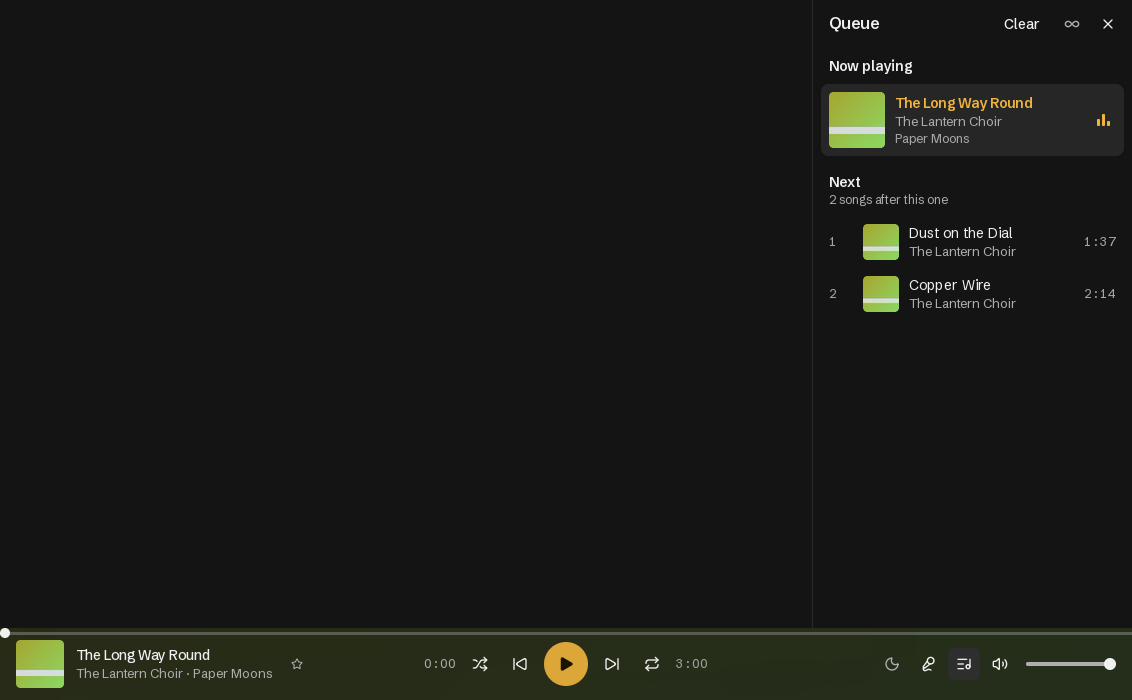 Queue
Clear
Now playing
The Long Way Round
The Lantern Choir
Paper Moons
Next
2 songs after this one
1
Dust on the Dial
The Lantern Choir
1:37
2
Copper Wire
The Lantern Choir
2:14
The Long Way Round
The Lantern Choir · Paper Moons
0:00
3:00